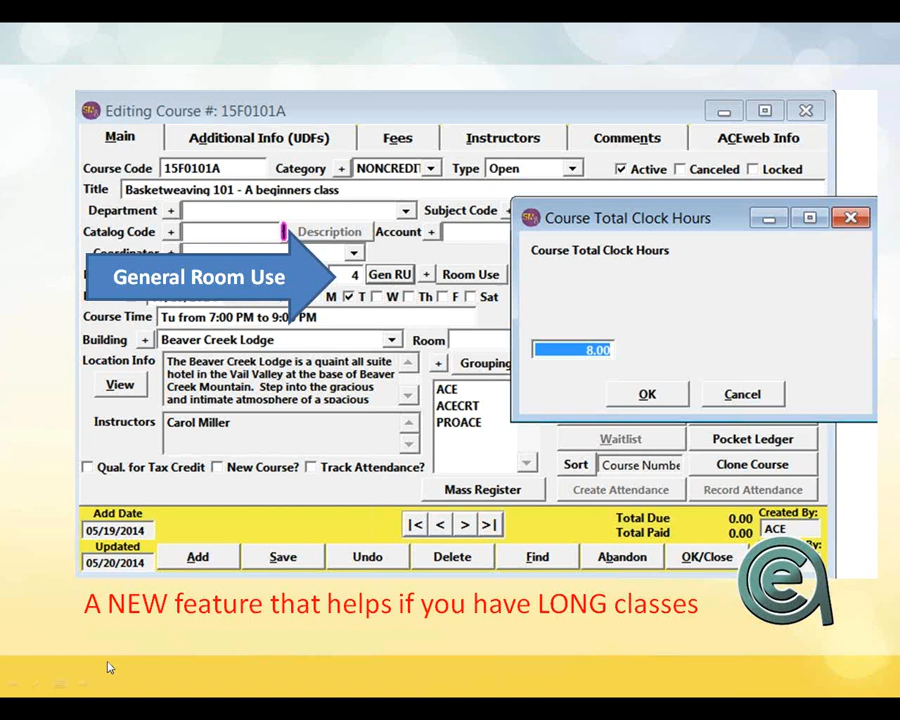 Editing Course #: 15F0101A
Main Additional Info (UDFs) Fees Instructors Comments ACEweb Info
Course Code 15F0101A Category + NONCREDIT Type Open Active Canceled Locked
Title Basketweaving 101 - A beginners class
Department + Subject Code
Catalog Code + Description Account +
Coordinator +
General Room Use 4 Gen RU + Room Use
M T W Th F Sat
Course Time Tu from 7:00 PM to 9:00 PM
Building + Beaver Creek Lodge Room
Location Info
View
The Beaver Creek Lodge is a quaint all suite
hotel in the Vail Valley at the base of Beaver
Creek Mountain. Step into the gracious
and intimate atmosphere of a spacious
+ Grouping
ACE
ACECRT
PROACE
Instructors Carol Miller
Qual. for Tax Credit New Course? Track Attendance?
Mass Register
Course Total Clock Hours
Course Total Clock Hours
8.00
OK Cancel
Waitlist Pocket Ledger
Sort Course Numbe Clone Course
Create Attendance Record Attendance
Add Date
05/19/2014
Updated
05/20/2014
|< < > >|
Total Due 0.00
Total Paid 0.00
Created By:
ACE
By:
Add Save Undo Delete Find Abandon OK/Close
A NEW feature that helps if you have LONG classes